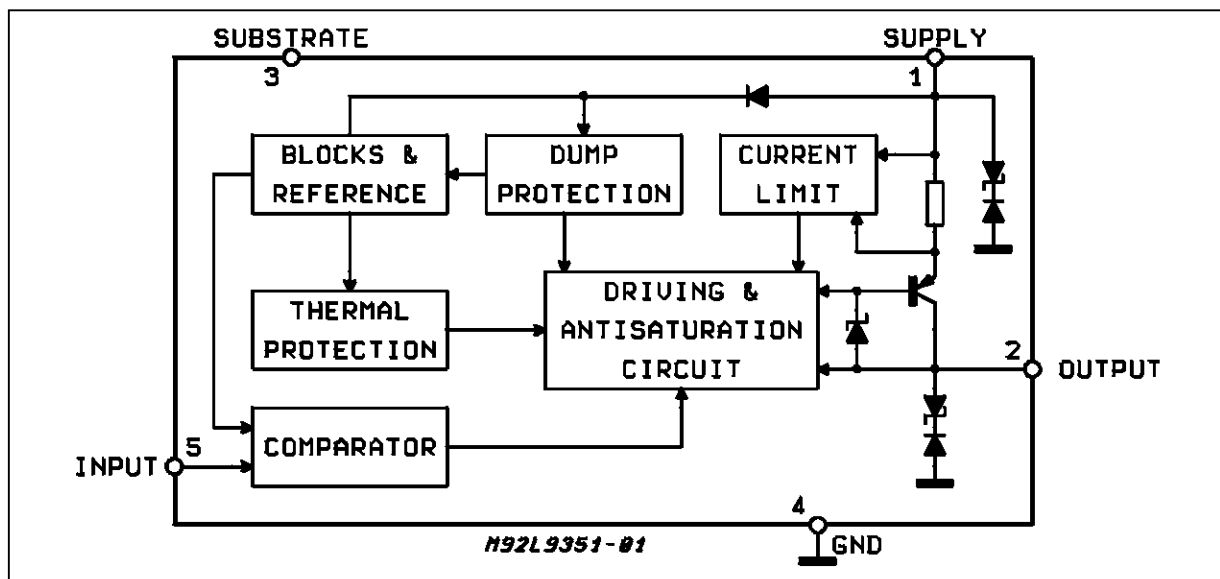 SUBSTRATE
3
SUPPLY
1
BLOCKS &
REFERENCE
DUMP
PROTECTION
CURRENT
LIMIT
THERMAL
PROTECTION
DRIVING &
ANTISATURATION
CIRCUIT
2
OUTPUT
COMPARATOR
5
INPUT
4
GND
M92L9351-01